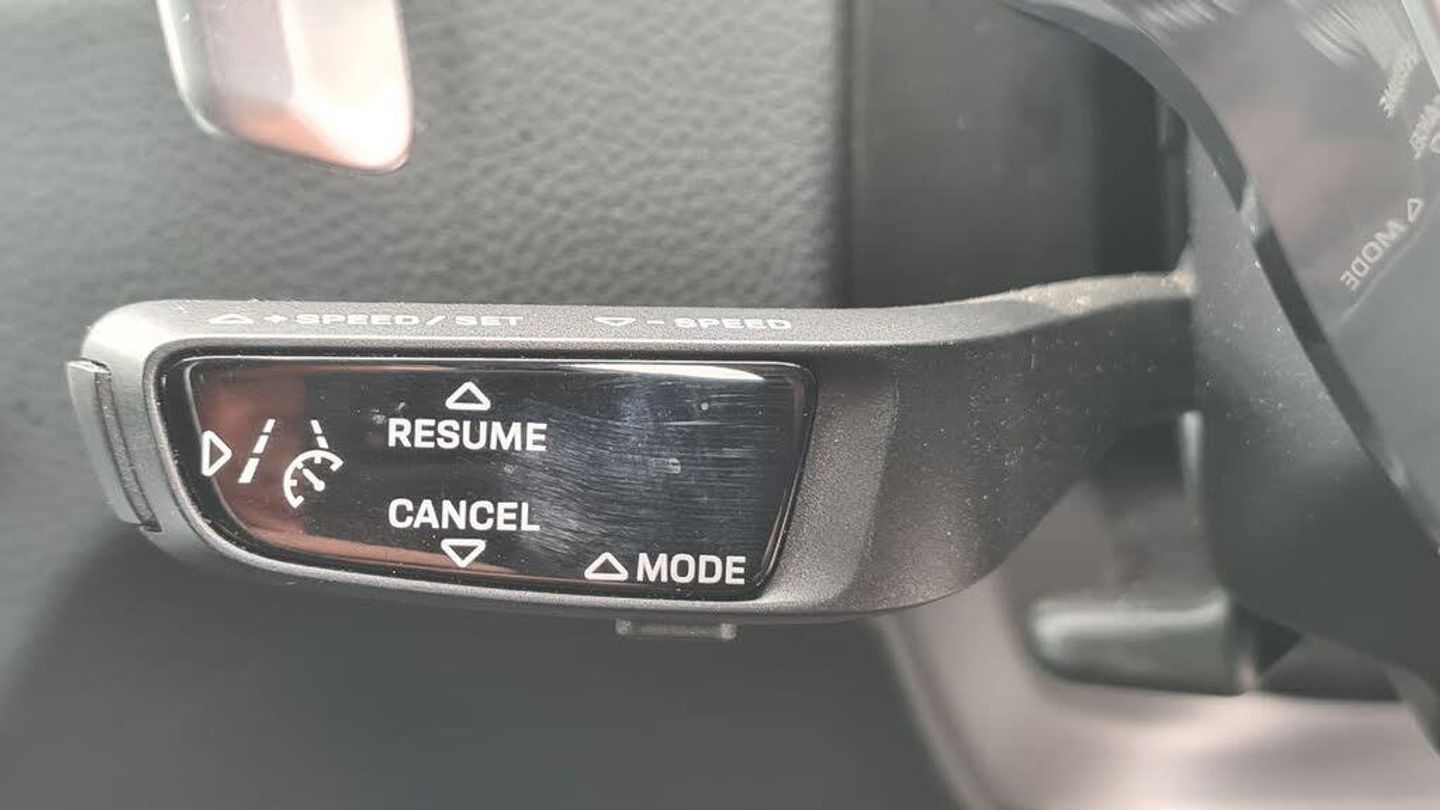 △ + SPEED / SET ▽ - SPEED
RESUME
CANCEL
△ MODE
△ MODE